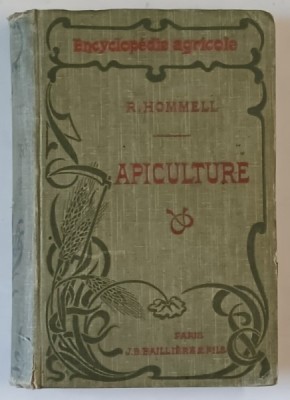 Encyclopédie agricole
R. HOMMELL
APICULTURE
PARIS
J.B. BAILLIÈRE & FILS